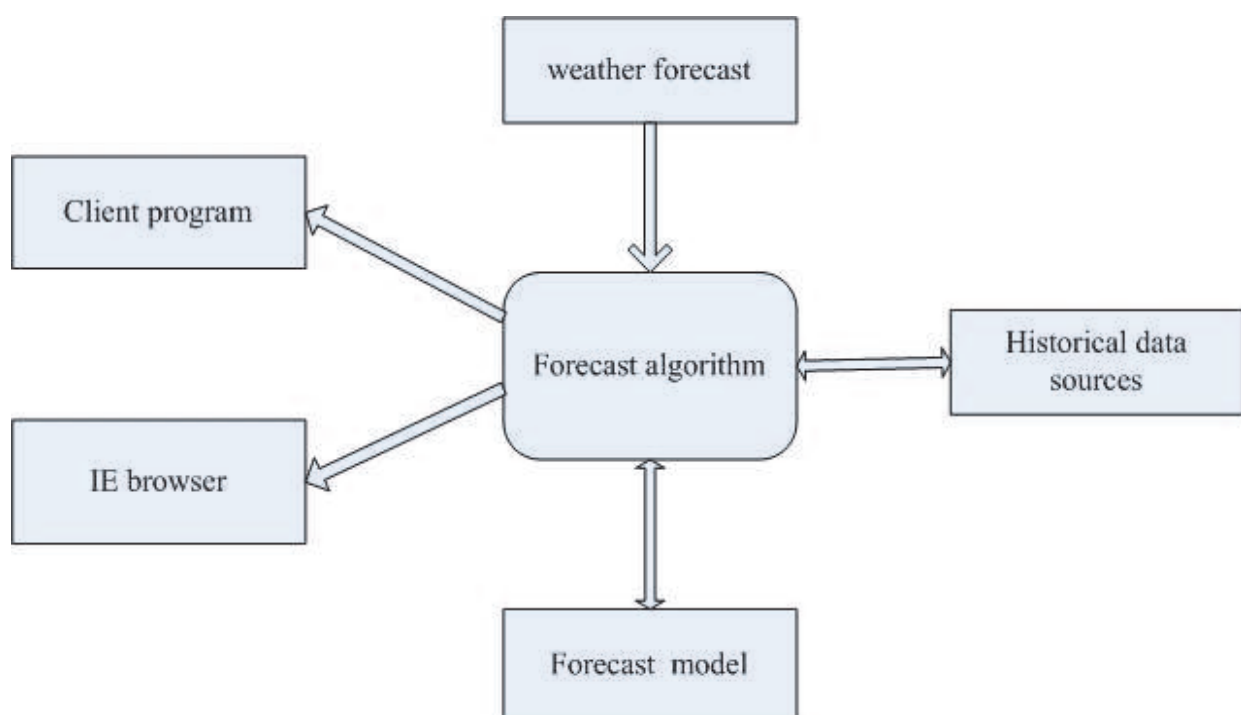 weather forecast
Client program
Forecast algorithm
Historical data
sources
IE browser
Forecast model